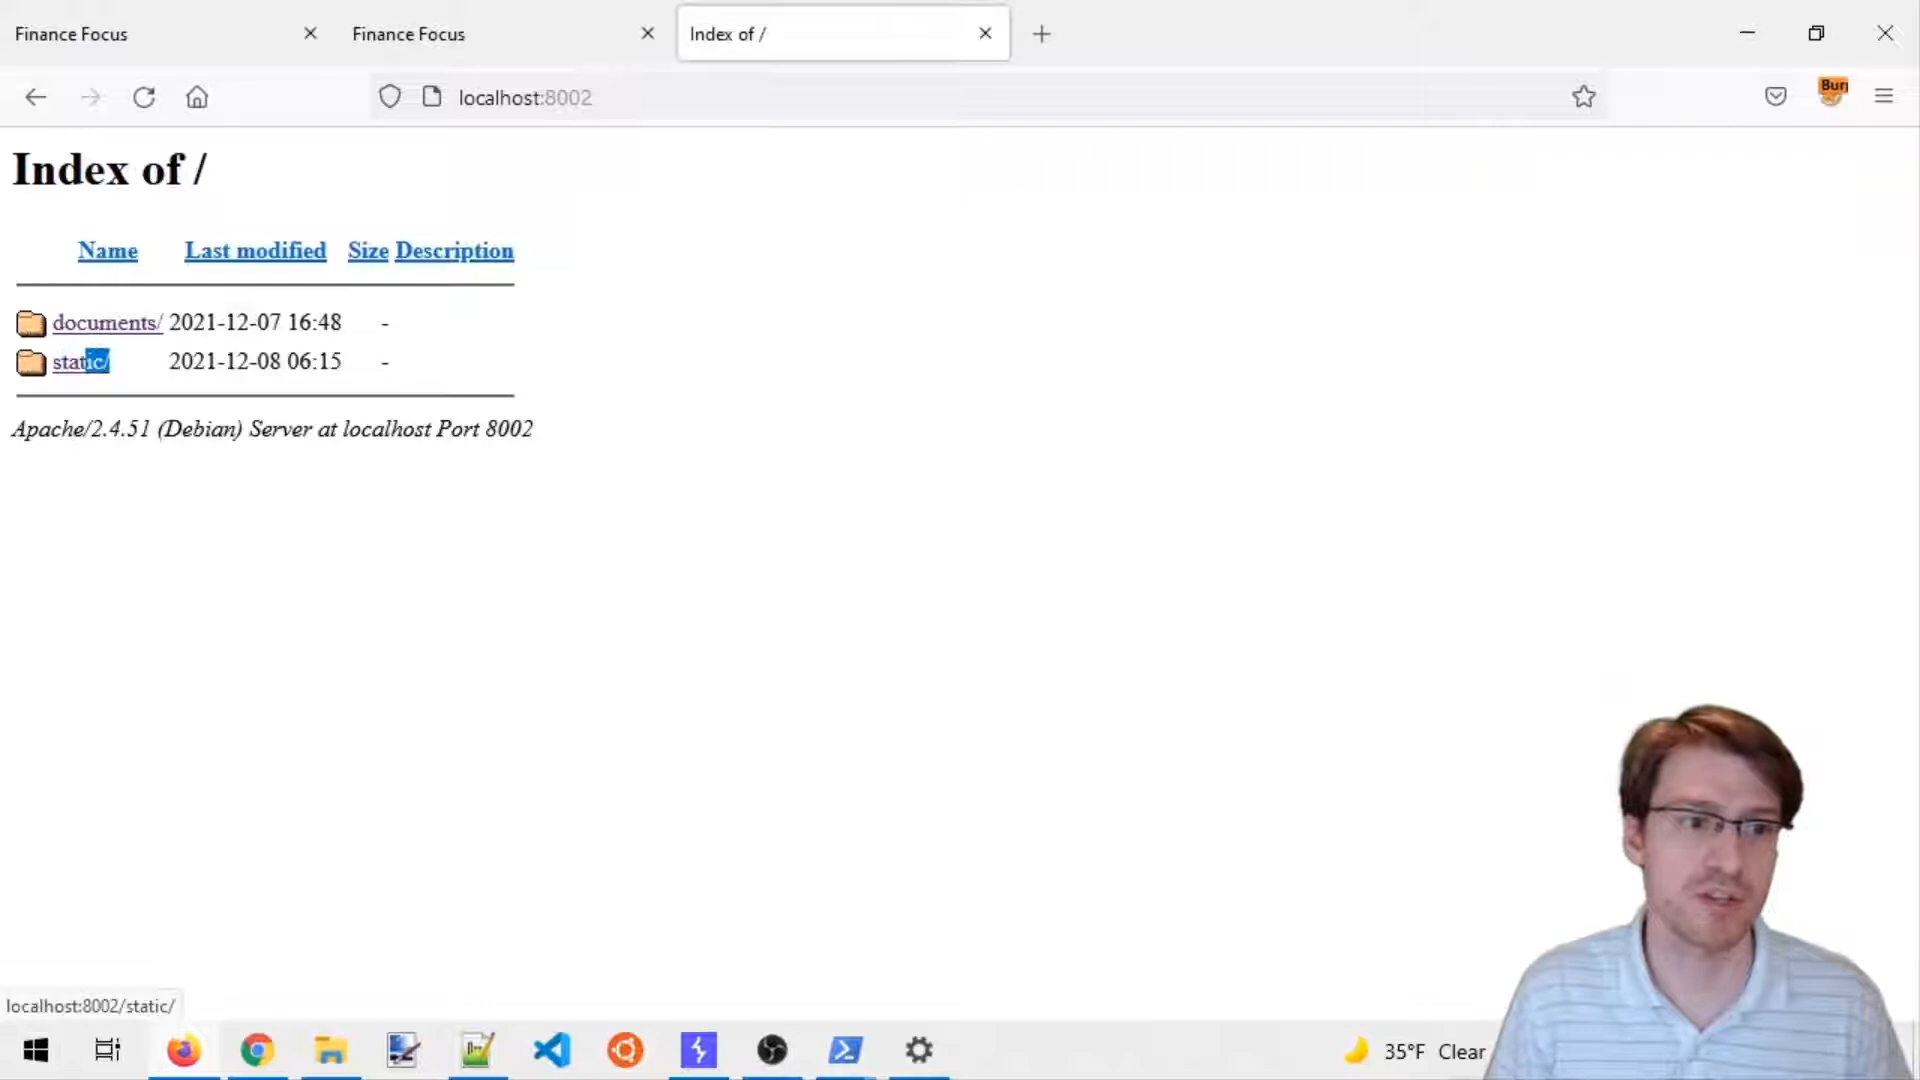 Finance Focus
Finance Focus
Index of /
localhost:8002
Bur
Index of /
Name Last modified Size Description
documents/ 2021-12-07 16:48 -
static/ 2021-12-08 06:15 -
Apache/2.4.51 (Debian) Server at localhost Port 8002
localhost:8002/static/
35°F Clear